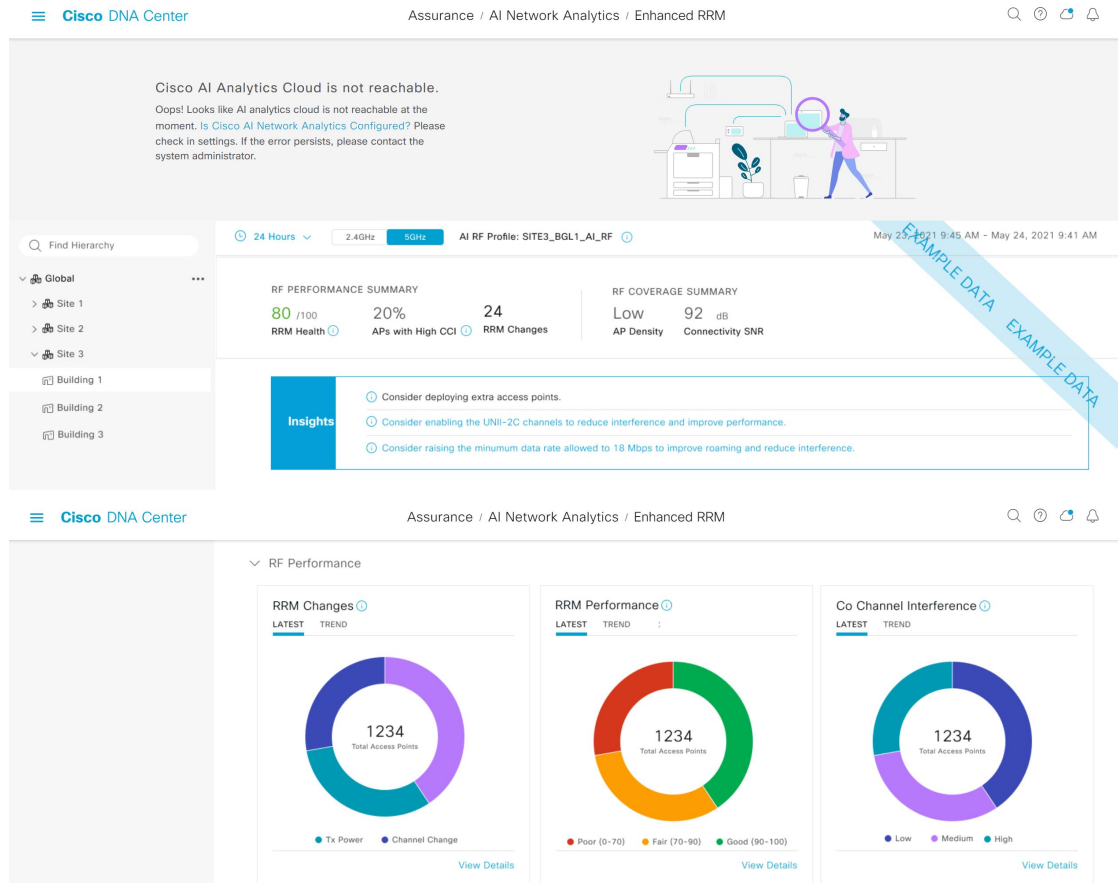 Cisco DNA Center
Assurance / AI Network Analytics / Enhanced RRM
Cisco AI Analytics Cloud is not reachable.
Oops! Looks like AI analytics cloud is not reachable at the
moment. Is Cisco AI Network Analytics Configured? Please
check in settings. If the error persists, please contact the
system administrator.
Find Hierarchy
Global
Site 1
Site 2
Site 3
Building 1
Building 2
Building 3
24 Hours
2.4GHz
5GHz
AI RF Profile: SITE3_BGL1_AI_RF
May 23, 2021 9:45 AM - May 24, 2021 9:41 AM
EXAMPLE DATA EXAMPLE DATA
RF PERFORMANCE SUMMARY
80 /100
RRM Health
20%
APs with High CCI
24
RRM Changes
RF COVERAGE SUMMARY
Low
AP Density
92 dB
Connectivity SNR
Insights
Consider deploying extra access points.
Consider enabling the UNII-2C channels to reduce interference and improve performance.
Consider raising the minumum data rate allowed to 18 Mbps to improve roaming and reduce interference.
Cisco DNA Center
Assurance / AI Network Analytics / Enhanced RRM
RF Performance
RRM Changes
LATEST TREND
1234
Total Access Points
Tx Power Channel Change
View Details
RRM Performance
LATEST TREND :
1234
Total Access Points
Poor (0-70) Fair (70-90) Good (90-100)
View Details
Co Channel Interference
LATEST TREND
1234
Total Access Points
Low Medium High
View Details